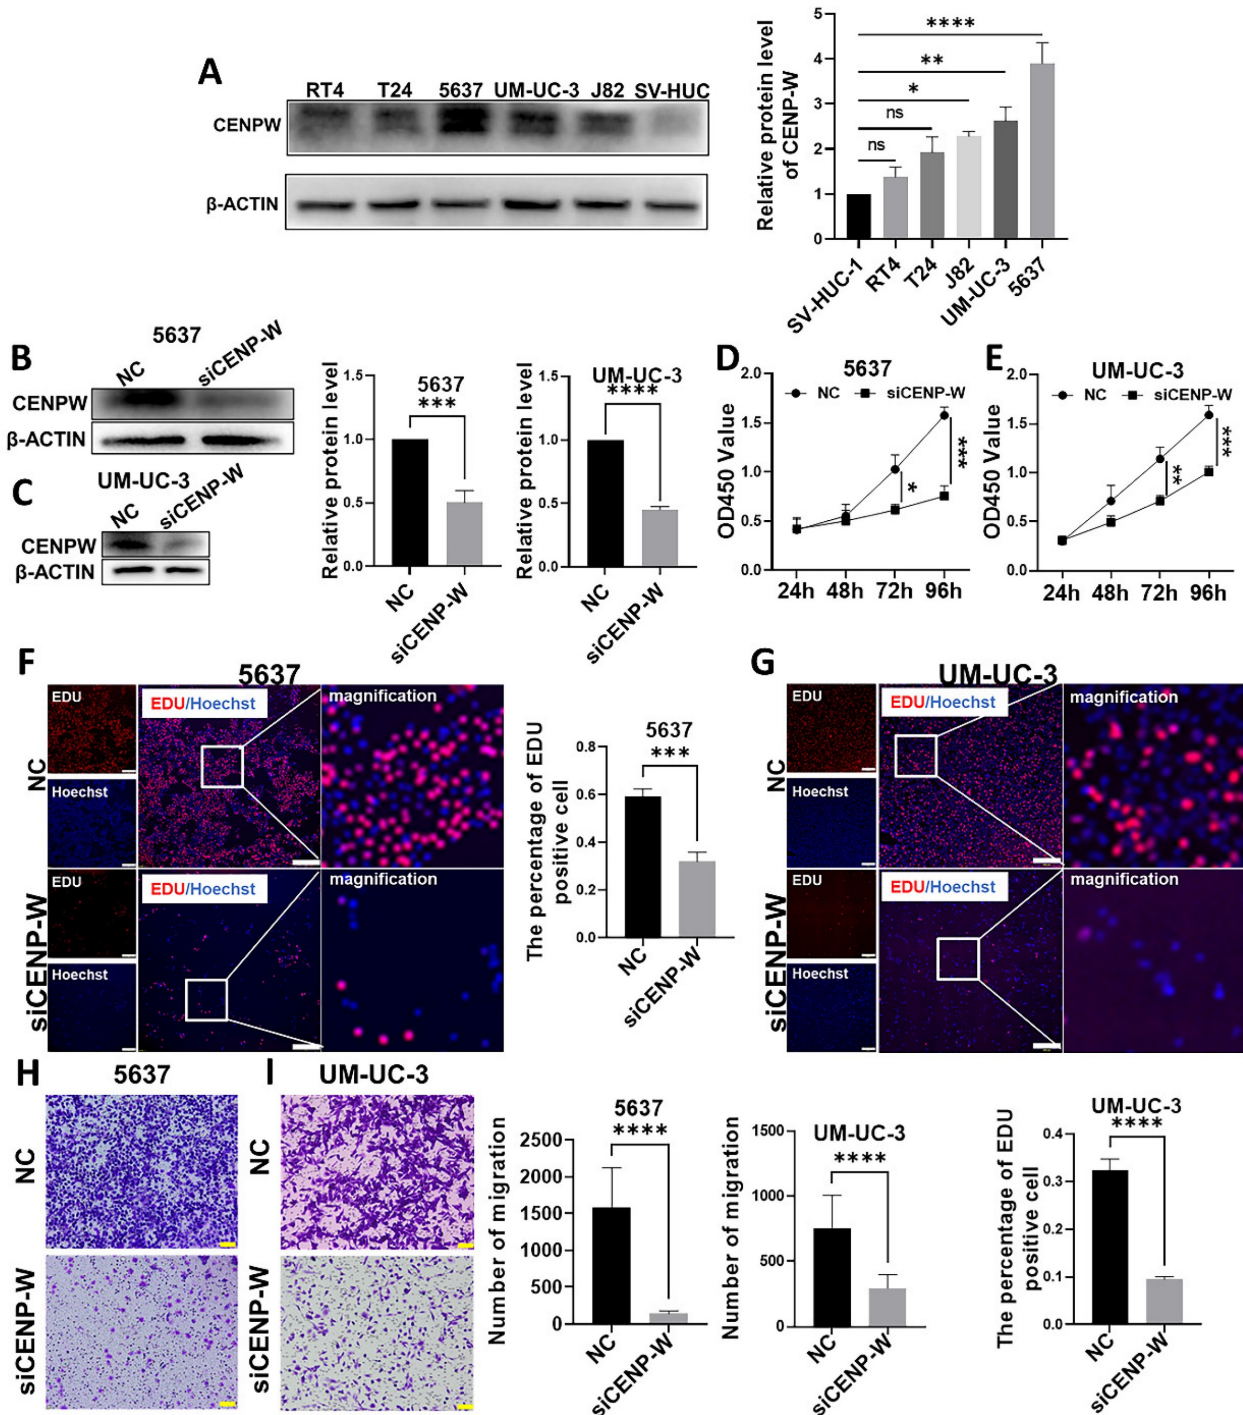 A
RT4 T24 5637 UM-UC-3 J82 SV-HUC
CENPW
β-ACTIN
Relative protein level
of CENP-W
5
4
3
2
1
0
ns
ns
*
**
****
SV-HUC-1
RT4
T24
J82
UM-UC-3
5637
B
5637
NC siCENP-W
CENPW
β-ACTIN
C
UM-UC-3
NC siCENP-W
CENPW
β-ACTIN
Relative protein level
1.5
1.0
0.5
0.0
5637
***
NC
siCENP-W
Relative protein level
1.5
1.0
0.5
0.0
UM-UC-3
****
NC
siCENP-W
D
5637
OD450 Value
2.0
1.5
1.0
0.5
0.0
NC siCENP-W
*
***
24h 48h 72h 96h
E
UM-UC-3
OD450 Value
2.0
1.5
1.0
0.5
0.0
NC siCENP-W
**
***
24h 48h 72h 96h
F
5637
NC
EDU
EDU/Hoechst
magnification
Hoechst
siCENP-W
EDU
EDU/Hoechst
magnification
Hoechst
The percentage of EDU
positive cell
0.8
0.6
0.4
0.2
0.0
5637
***
NC
siCENP-W
G
UM-UC-3
NC
EDU
EDU/Hoechst
magnification
Hoechst
siCENP-W
EDU
EDU/Hoechst
magnification
Hoechst
H
5637
NC
siCENP-W
I
UM-UC-3
NC
siCENP-W
Number of migration
2500
2000
1500
1000
500
0
5637
****
NC
siCENP-W
Number of migration
1500
1000
500
0
UM-UC-3
****
NC
siCENP-W
The percentage of EDU
positive cell
0.4
0.3
0.2
0.1
0.0
UM-UC-3
****
NC
siCENP-W